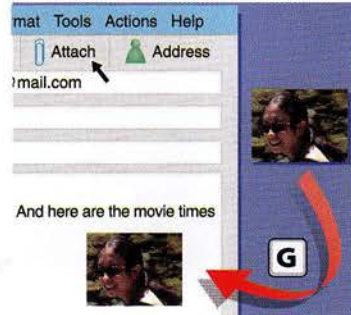 mat Tools Actions Help
Attach Address
mail.com
And here are the movie times
G